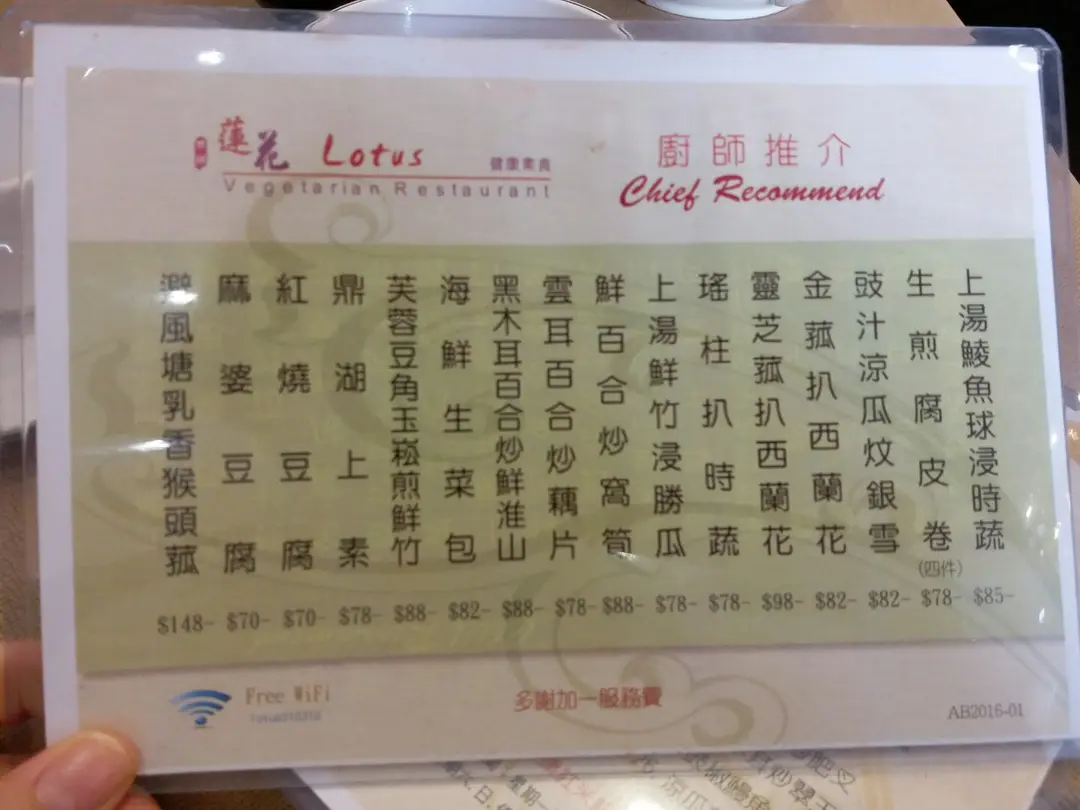 蓮花 Lotus 健康素食
Vegetarian Restaurant
廚師推介
Chief Recommend
上湯鯪魚球浸時蔬 $85-
生煎腐皮卷(四件) $78-
豉汁涼瓜炆銀雪 $82-
金菰扒西蘭花 $82-
靈芝菰扒西蘭花 $98-
瑤柱扒時蔬 $78-
上湯鮮竹浸勝瓜 $78-
鮮百合炒窩筍 $88-
雲耳百合炒藕片 $78-
黑木耳百合炒鮮淮山 $88-
海鮮生菜包 $82-
芙蓉豆角玉崧煎鮮竹 $88-
鼎湖上素 $78-
紅燒豆腐 $70-
麻婆豆腐 $70-
避風塘乳香猴頭菰 $148-
Free WiFi
多謝加一服務費
AB2016-01